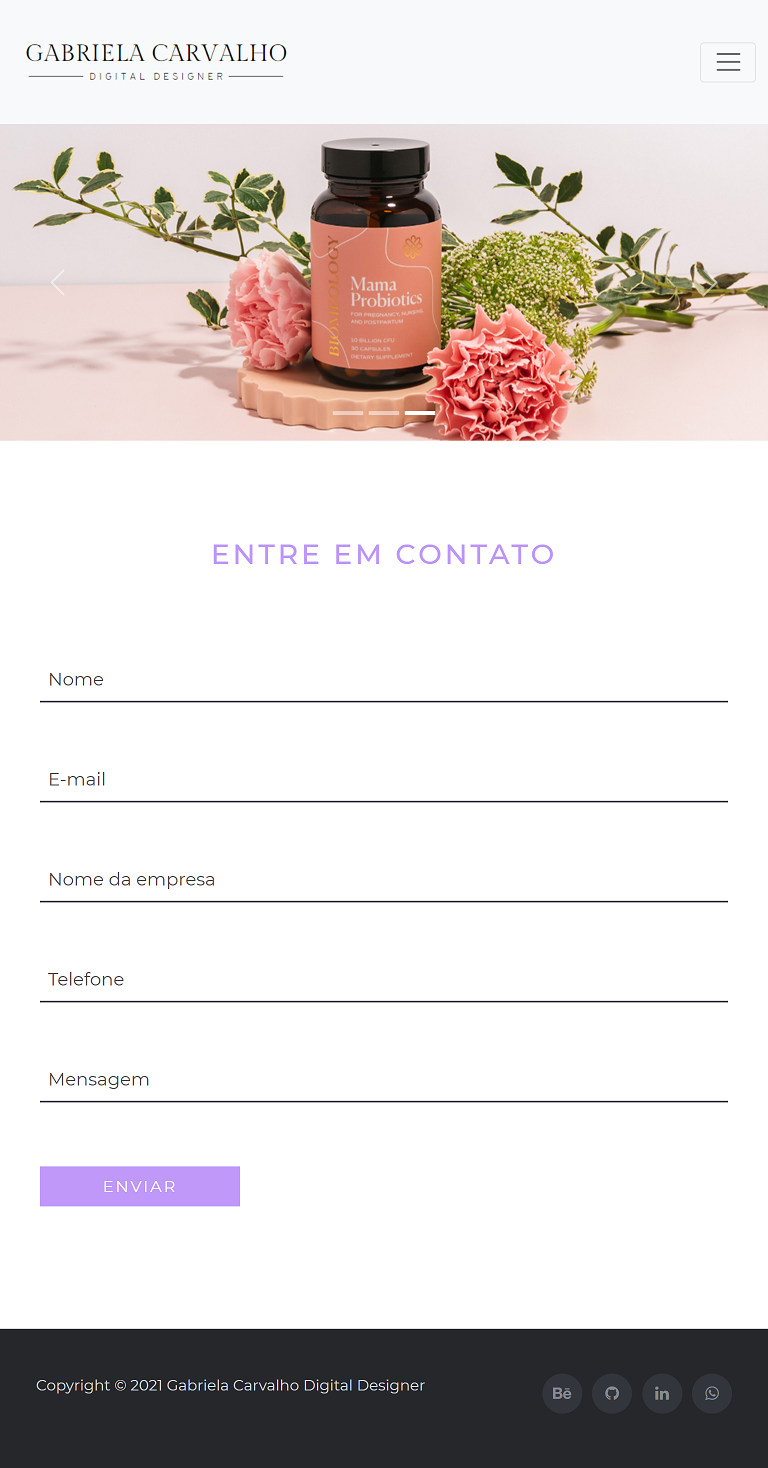 GABRIELA CARVALHO
DIGITAL DESIGNER
BIOMEOLOGY
Mama
Probiotics
FOR PREGNANCY, NURSING,
AND POSTPARTUM
10 BILLION CFU
30 CAPSULES
DIETARY SUPPLEMENT
ENTRE EM CONTATO
Nome
E-mail
Nome da empresa
Telefone
Mensagem
ENVIAR
Copyright © 2021 Gabriela Carvalho Digital Designer
Bē
in